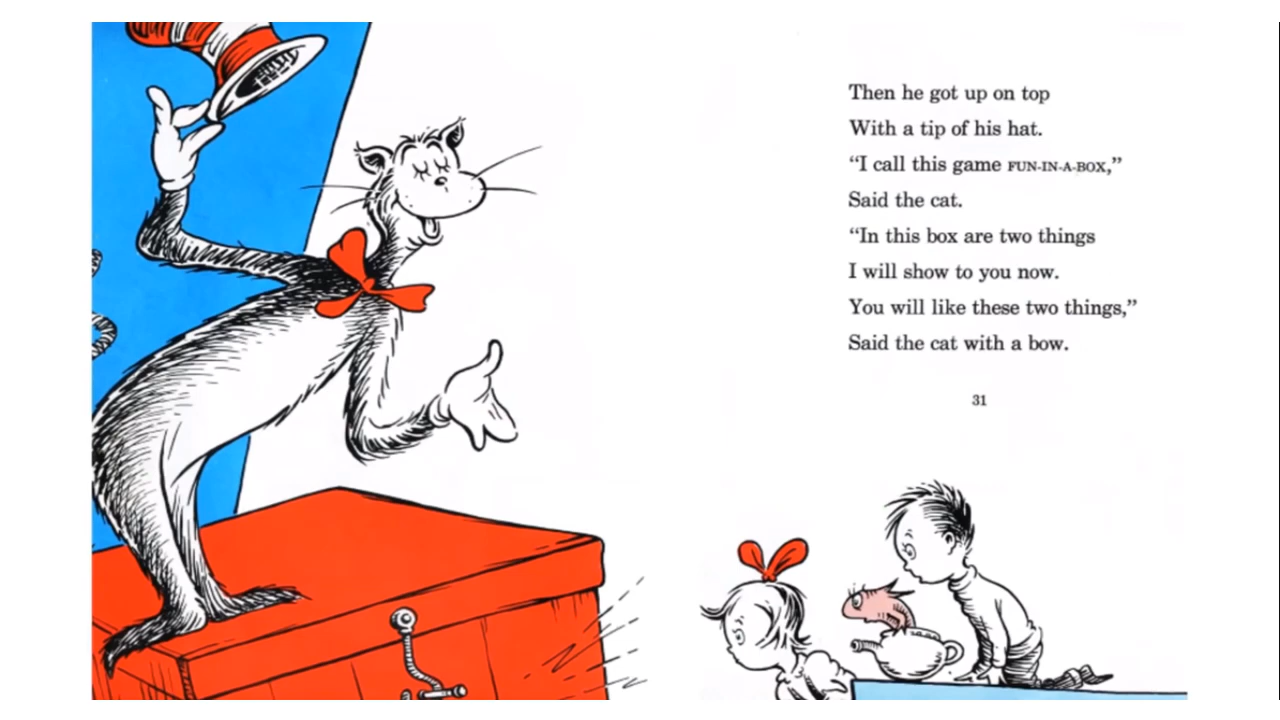 Then he got up on top
With a tip of his hat.
“I call this game FUN-IN-A-BOX,”
Said the cat.
“In this box are two things
I will show to you now.
You will like these two things,”
Said the cat with a bow.
31